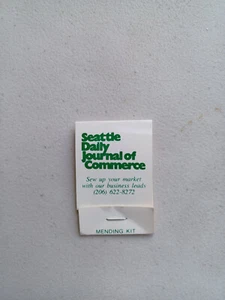 Seattle
Daily
Journal of
Commerce
Sew up your market
with our business leads
(206) 622-8272
MENDING KIT